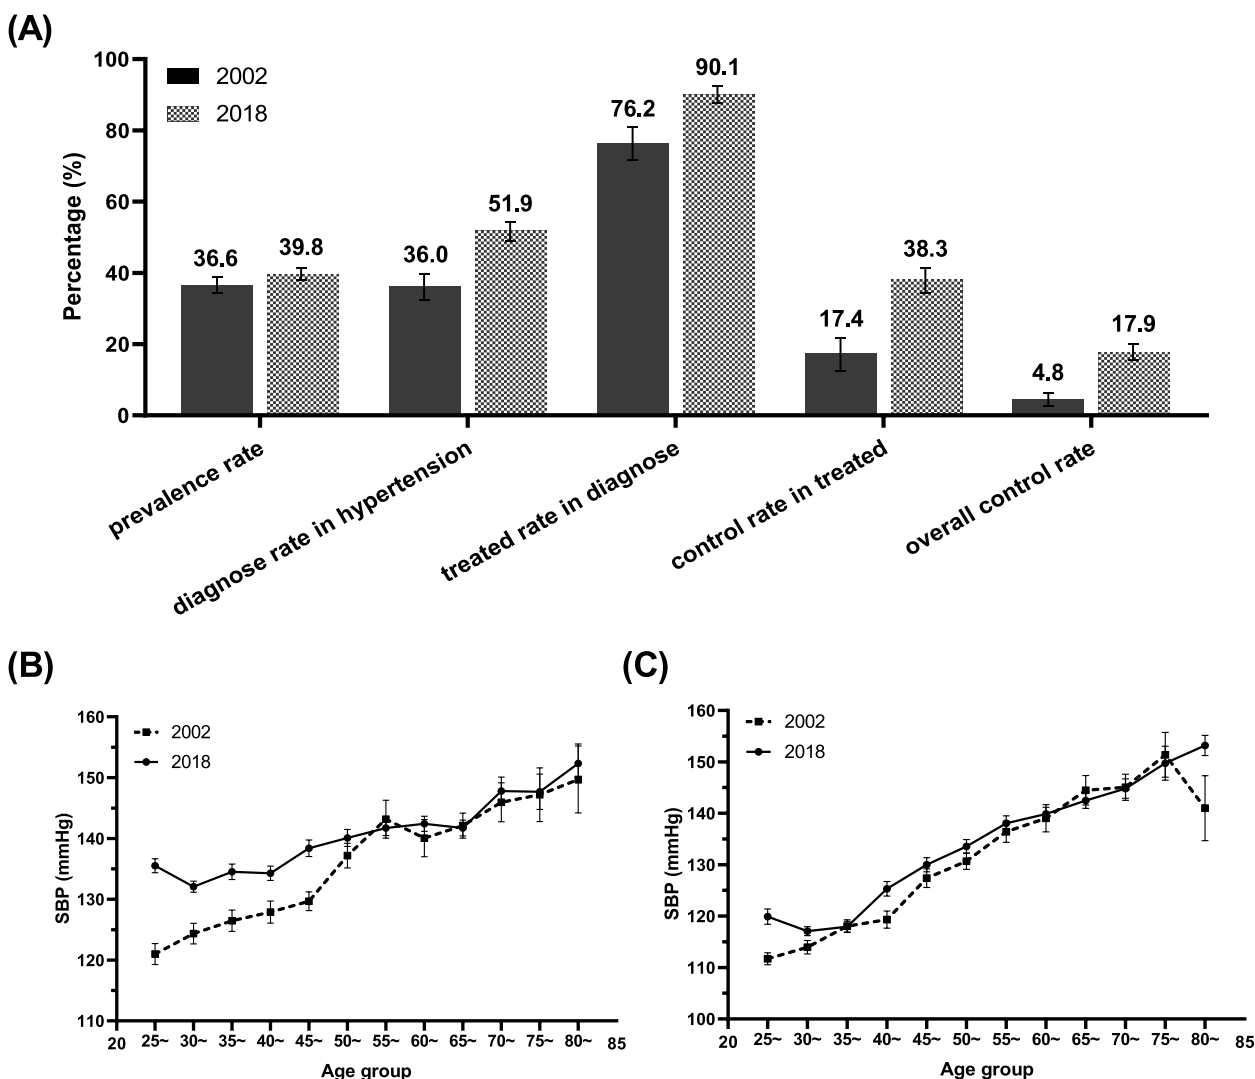 (A)
100
80
60
40
20
0
Percentage (%)
2002
2018
36.6
39.8
36.0
51.9
76.2
90.1
17.4
38.3
4.8
17.9
prevalence rate
diagnose rate in hypertension
treated rate in diagnose
control rate in treated
overall control rate
(B)
160
150
140
130
120
110
SBP (mmHg)
2002
2018
20 25~ 30~ 35~ 40~ 45~ 50~ 55~ 60~ 65~ 70~ 75~ 80~ 85
Age group
(C)
160
150
140
130
120
110
100
SBP (mmHg)
2002
2018
20 25~ 30~ 35~ 40~ 45~ 50~ 55~ 60~ 65~ 70~ 75~ 80~ 85
Age group